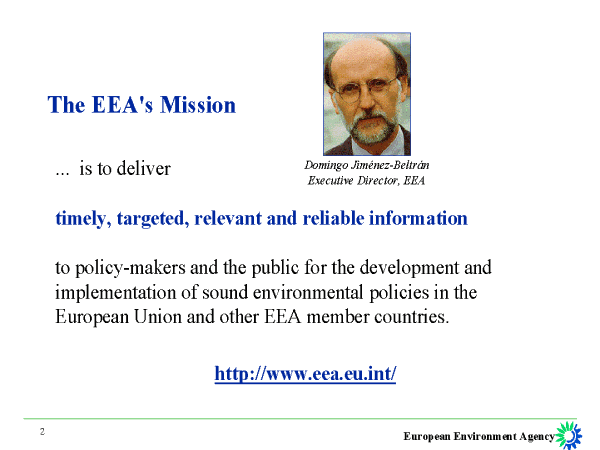 The EEA's Mission
Domingo Jiménez-Beltrán
Executive Director, EEA
... is to deliver
timely, targeted, relevant and reliable information
to policy-makers and the public for the development and
implementation of sound environmental policies in the
European Union and other EEA member countries.
http://www.eea.eu.int/
2
European Environment Agency